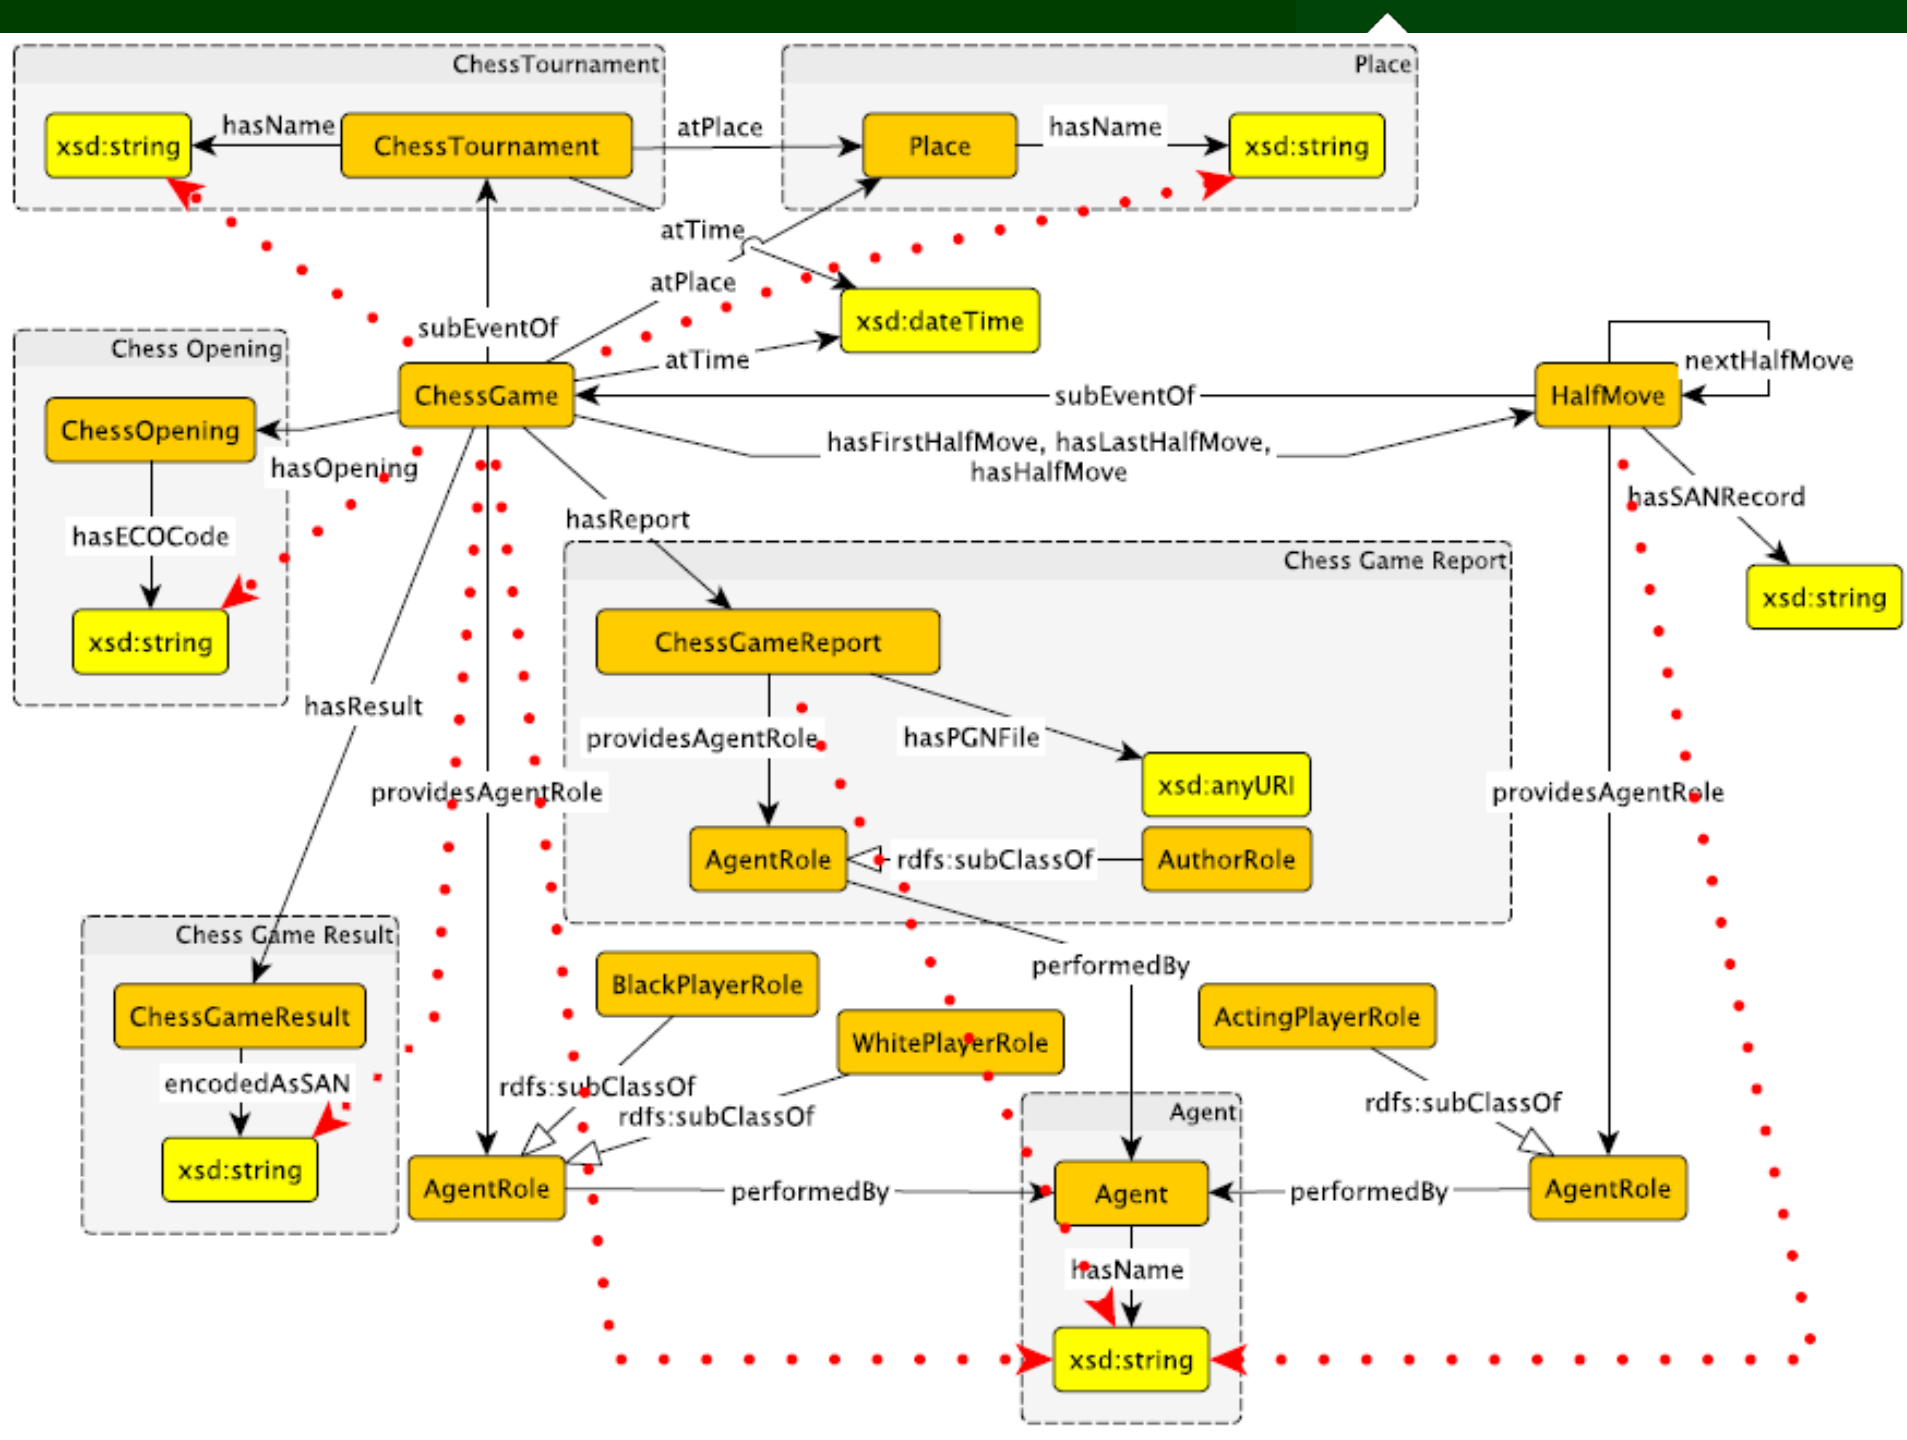 ChessTournament
Place
xsd:string
hasName
ChessTournament
atPlace
Place
hasName
xsd:string
atTime
atPlace
xsd:dateTime
subEventOf
atTime
Chess Opening
ChessOpening
hasOpening
hasECOCode
xsd:string
ChessGame
subEventOf
HalfMove
nextHalfMove
hasFirstHalfMove, hasLastHalfMove,
hasHalfMove
hasSANRecord
xsd:string
hasReport
Chess Game Report
ChessGameReport
providesAgentRole
hasPGNFile
xsd:anyURI
AgentRole
rdfs:subClassOf
AuthorRole
hasResult
providesAgentRole
providesAgentRole
Chess Game Result
ChessGameResult
encodedAsSAN
xsd:string
BlackPlayerRole
WhitePlayerRole
performedBy
ActingPlayerRole
rdfs:subClassOf
rdfs:subClassOf
rdfs:subClassOf
Agent
AgentRole
performedBy
Agent
performedBy
AgentRole
hasName
xsd:string